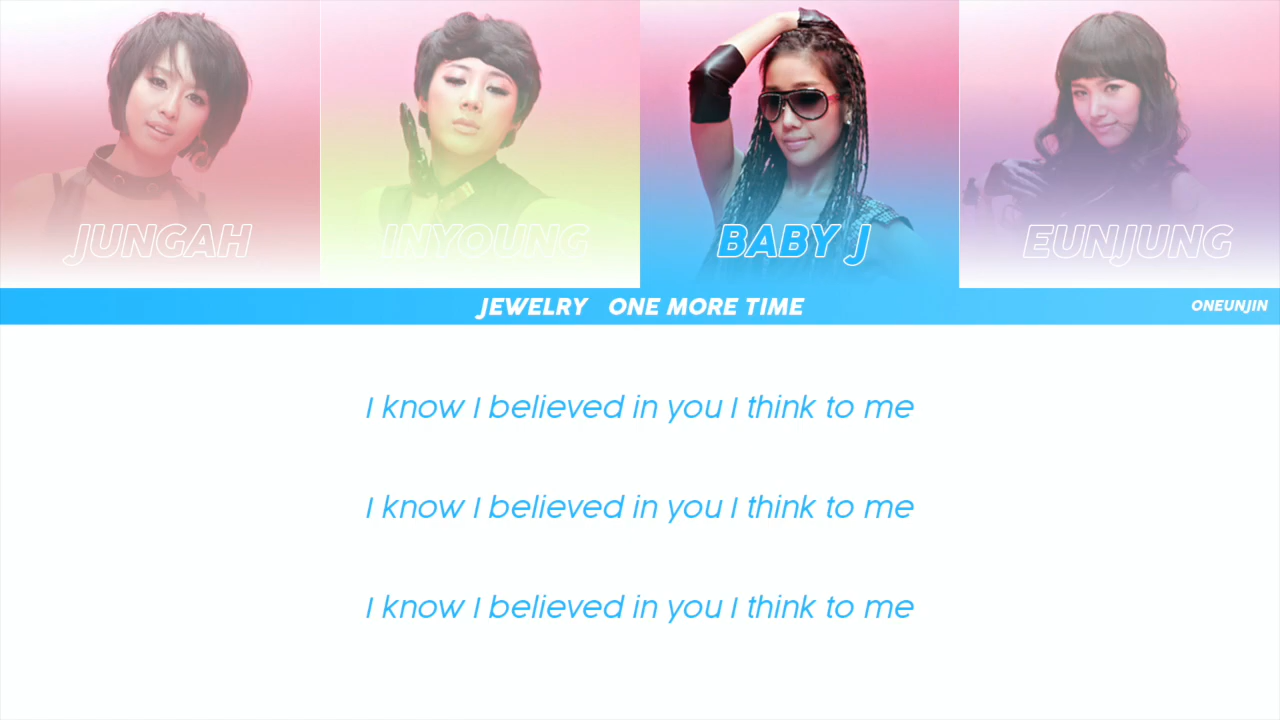 JUNGAH
INYOUNG
BABY J
EUNJUNG
JEWELRY ONE MORE TIME
ONEUNJIN
I know I believed in you I think to me
I know I believed in you I think to me
I know I believed in you I think to me